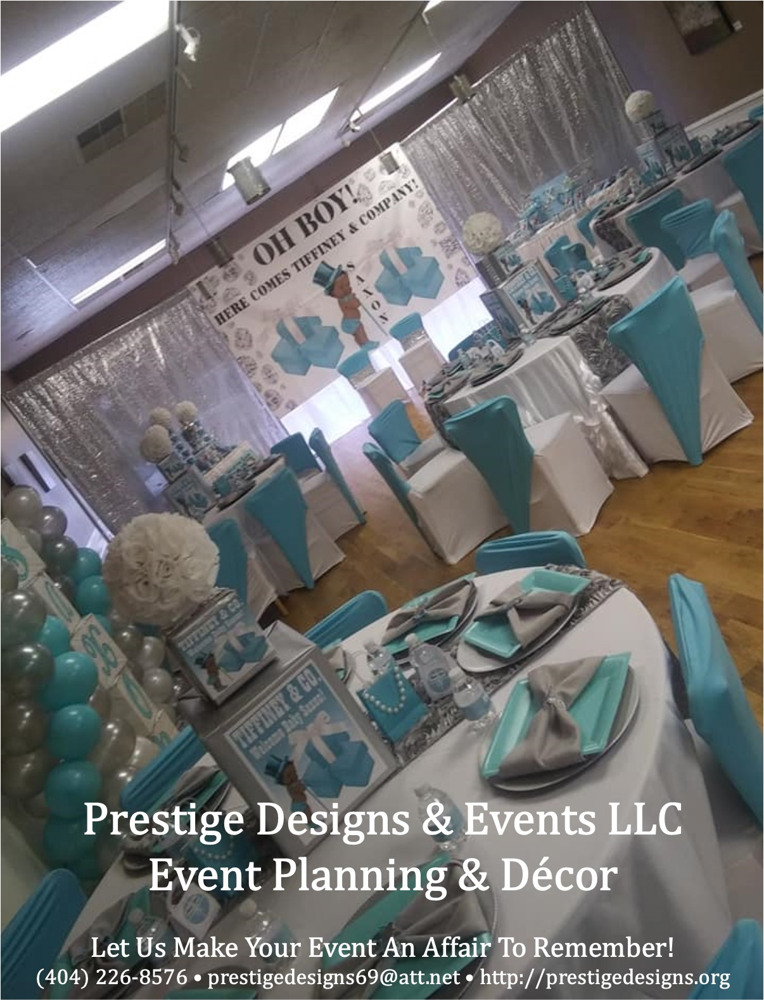 OH BOY!
HERE COMES TIFFINEY & COMPANY!
SAXON
TIFFINEY & CO
TIFFINEY & CO.
Welcome Baby Saxon!
Prestige Designs & Events LLC
Event Planning & Décor
Let Us Make Your Event An Affair To Remember!
(404) 226-8576 • prestigedesigns69@att.net • http://prestigedesigns.org